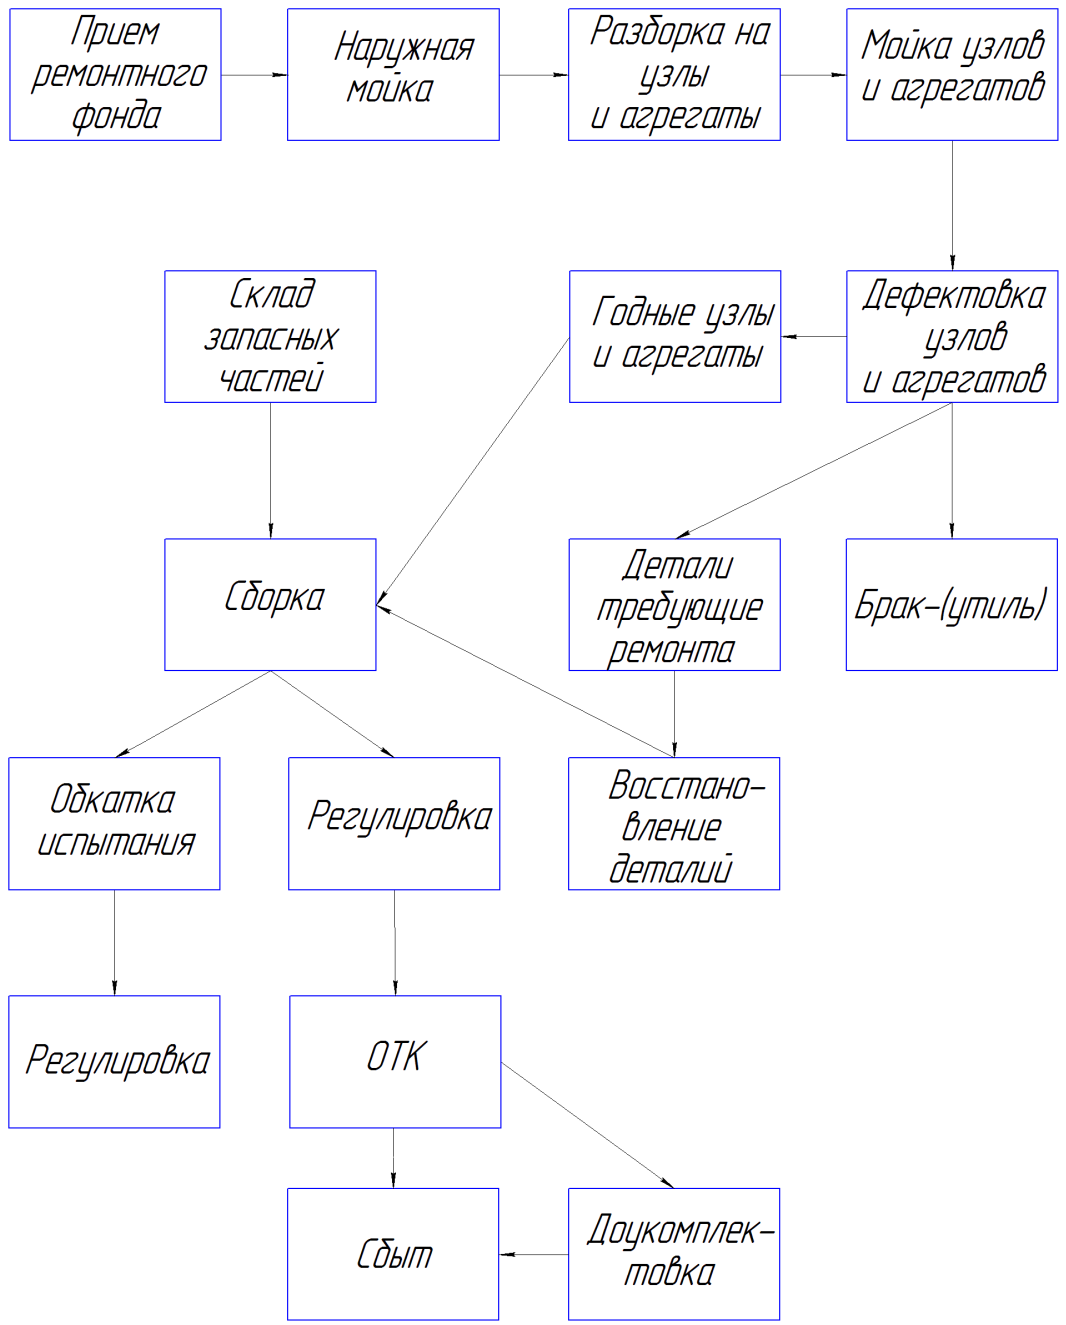 Прием
ремонтного
фонда
Наружная
мойка
Разборка на
узлы
и агрегаты
Мойка узлов
и агрегатов
Склад
запасных
частей
Годные узлы
и агрегаты
Дефектовка
узлов
и агрегатов
Сборка
Детали
требующие
ремонта
Брак-(утиль)
Обкатка
испытания
Регулировка
Восстано-
вление
деталий
Регулировка
ОТК
Сбыт
Доукомплек-
товка